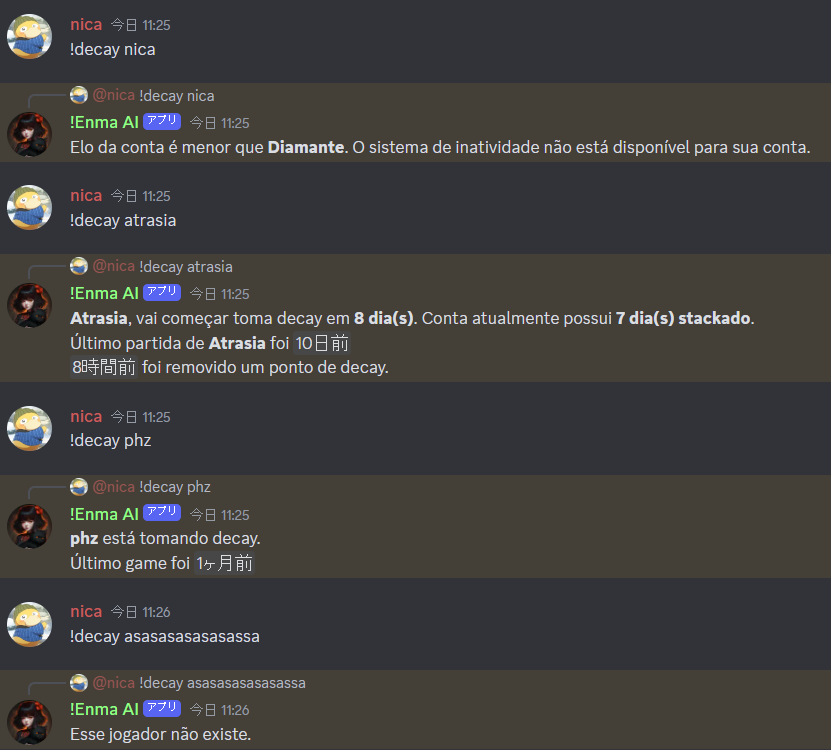 nica 今日 11:25
!decay nica
@nica !decay nica
!Enma AI アプリ 今日 11:25
Elo da conta é menor que Diamante. O sistema de inatividade não está disponível para sua conta.
nica 今日 11:25
!decay atrasia
@nica !decay atrasia
!Enma AI アプリ 今日 11:25
Atrasia, vai começar toma decay em 8 dia(s). Conta atualmente possui 7 dia(s) stackado.
Último partida de Atrasia foi 10日前
8時間前 foi removido um ponto de decay.
nica 今日 11:25
!decay phz
@nica !decay phz
!Enma AI アプリ 今日 11:25
phz está tomando decay.
Último game foi 1ヶ月前
nica 今日 11:26
!decay asasasasasasassa
@nica !decay asasasasasasassa
!Enma AI アプリ 今日 11:26
Esse jogador não existe.